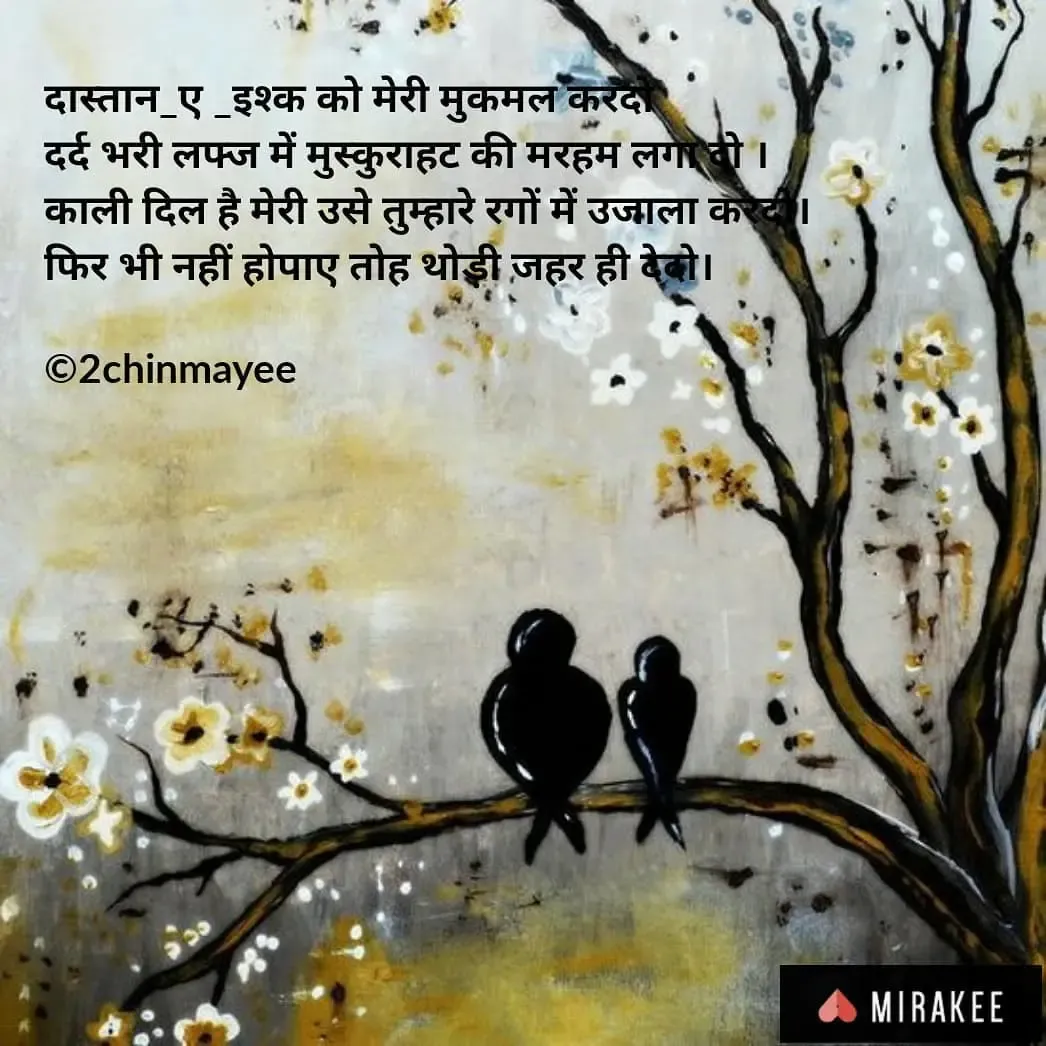 दास्तान_ए _इश्क को मेरी मुकमल करदो
दर्द भरी लफ्ज में मुस्कुराहट की मरहम लगा दो ।
काली दिल है मेरी उसे तुम्हारे रगों में उजाला करदो।
फिर भी नहीं होपाए तोह थोड़ी जहर ही देदो।
©2chinmayee
MIRAKEE